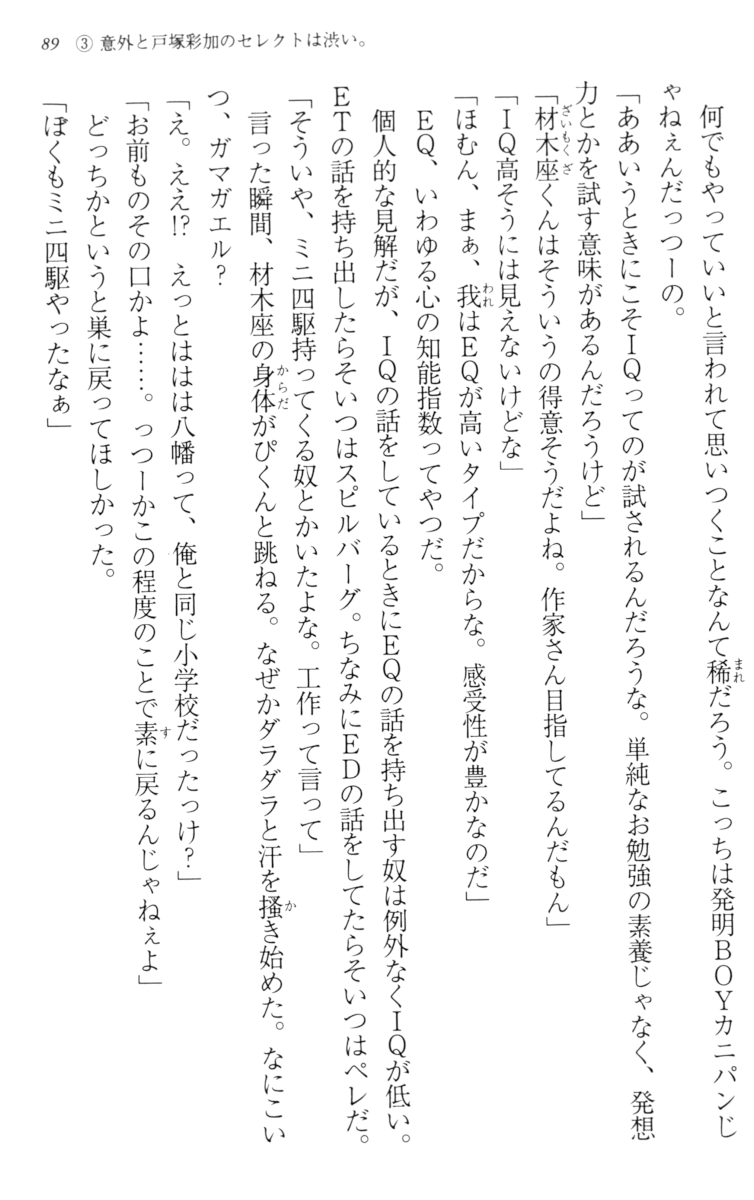 89　③ 意外と戸塚彩加のセレクトは渋い。
　何でもやっていいと言われて思いつくことなんて稀だろう。こっちは発明BOYカニパンじ
ゃねぇんだっつーの。
「ああいうときにこそIQってのが試されるんだろうな。単純なお勉強の素養じゃなく、発想
力とかを試す意味があるんだろうけど」
「材木座くんはそういうの得意そうだよね。作家さん目指してるんだもん」
「IQ高そうには見えないけどな」
「ほむん、まぁ、我はEQが高いタイプだからな。感受性が豊かなのだ」
　EQ、いわゆる心の知能指数ってやつだ。
　個人的な見解だが、IQの話をしているときにEQの話を持ち出す奴は例外なくIQが低い。
ETの話を持ち出したらそいつはスピルバーグ。ちなみにEDの話をしてたらそいつはペレだ。
「そういや、ミニ四駆持ってくる奴とかいたよな。工作って言って」
　言った瞬間、材木座の身体がぴくんと跳ねる。なぜかダラダラと汗を掻き始めた。なにこい
つ、ガマガエル？
「え。ええ!?　えっとははは八幡って、俺と同じ小学校だったっけ？」
「お前ものその口かよ……。っつーかこの程度のことで素に戻るんじゃねぇよ」
　どっちかというと巣に戻ってほしかった。
「ぼくもミニ四駆やったなぁ」